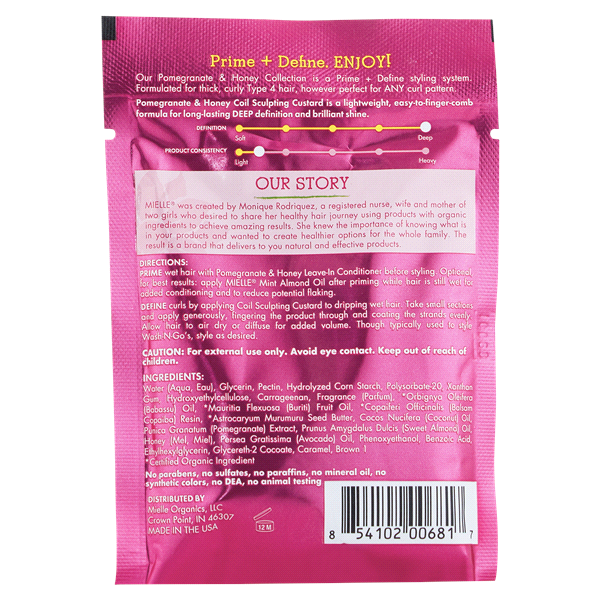 Prime + Define. ENJOY!
Our Pomegranate & Honey Collection is a Prime + Define styling system.
Formulated for thick, curly Type 4 hair, however perfect for ANY curl pattern.
Pomegranate & Honey Coil Sculpting Custard is a lightweight, easy-to-finger-comb
formula for long-lasting DEEP definition and brilliant shine.
DEFINITION
Soft Deep
PRODUCT CONSISTENCY
Light Heavy
OUR STORY
MIELLE® was created by Monique Rodriquez, a registered nurse, wife and mother of
two girls who desired to share her healthy hair journey using products with organic
ingredients to achieve amazing results. She knew the importance of knowing what is
in your products and wanted to create healthier options for the whole family. The
result is a brand that delivers to you natural and effective products.
DIRECTIONS:
PRIME wet hair with Pomegranate & Honey Leave-In Conditioner before styling. Optional,
for best results: apply MIELLE® Mint Almond Oil after priming while hair is still wet for
added conditioning and to reduce potential flaking.
DEFINE curls by applying Coil Sculpting Custard to dripping wet hair. Take small sections
and apply generously, fingering the product through and coating the strands evenly.
Allow hair to air dry or diffuse for added volume. Though typically used to style
Wash-N-Go's, style as desired.
CAUTION: For external use only. Avoid eye contact. Keep out of reach of
children.
INGREDIENTS:
Water (Aqua, Eau), Glycerin, Pectin, Hydrolyzed Corn Starch, Polysorbate-20, Xanthan
Gum, Hydroxyethylcellulose, Carrageenan, Fragrance (Parfum), *Orbignya Oleifera
(Babassu) Oil, *Mauritia Flexuosa (Buriti) Fruit Oil, *Copaifera Officinalis (Balsam
Copaiba) Resin, *Astrocaryum Murumuru Seed Butter, Cocos Nucifera (Coconut) Oil,
Punica Granatum (Pomegranate) Extract, Prunus Amygdalus Dulcis (Sweet Almond) Oil,
Honey (Mel, Miel), Persea Gratissima (Avocado) Oil, Phenoxyethanol, Benzoic Acid,
Ethylhexylglycerin, Glycereth-2 Cocoate, Caramel, Brown 1
*Certified Organic Ingredient
No parabens, no sulfates, no paraffins, no mineral oil, no
synthetic colors, no DEA, no animal testing
DISTRIBUTED BY
Mielle Organics, LLC
Crown Point, IN 46307
MADE IN THE USA
12 M
8 54102 00681 7